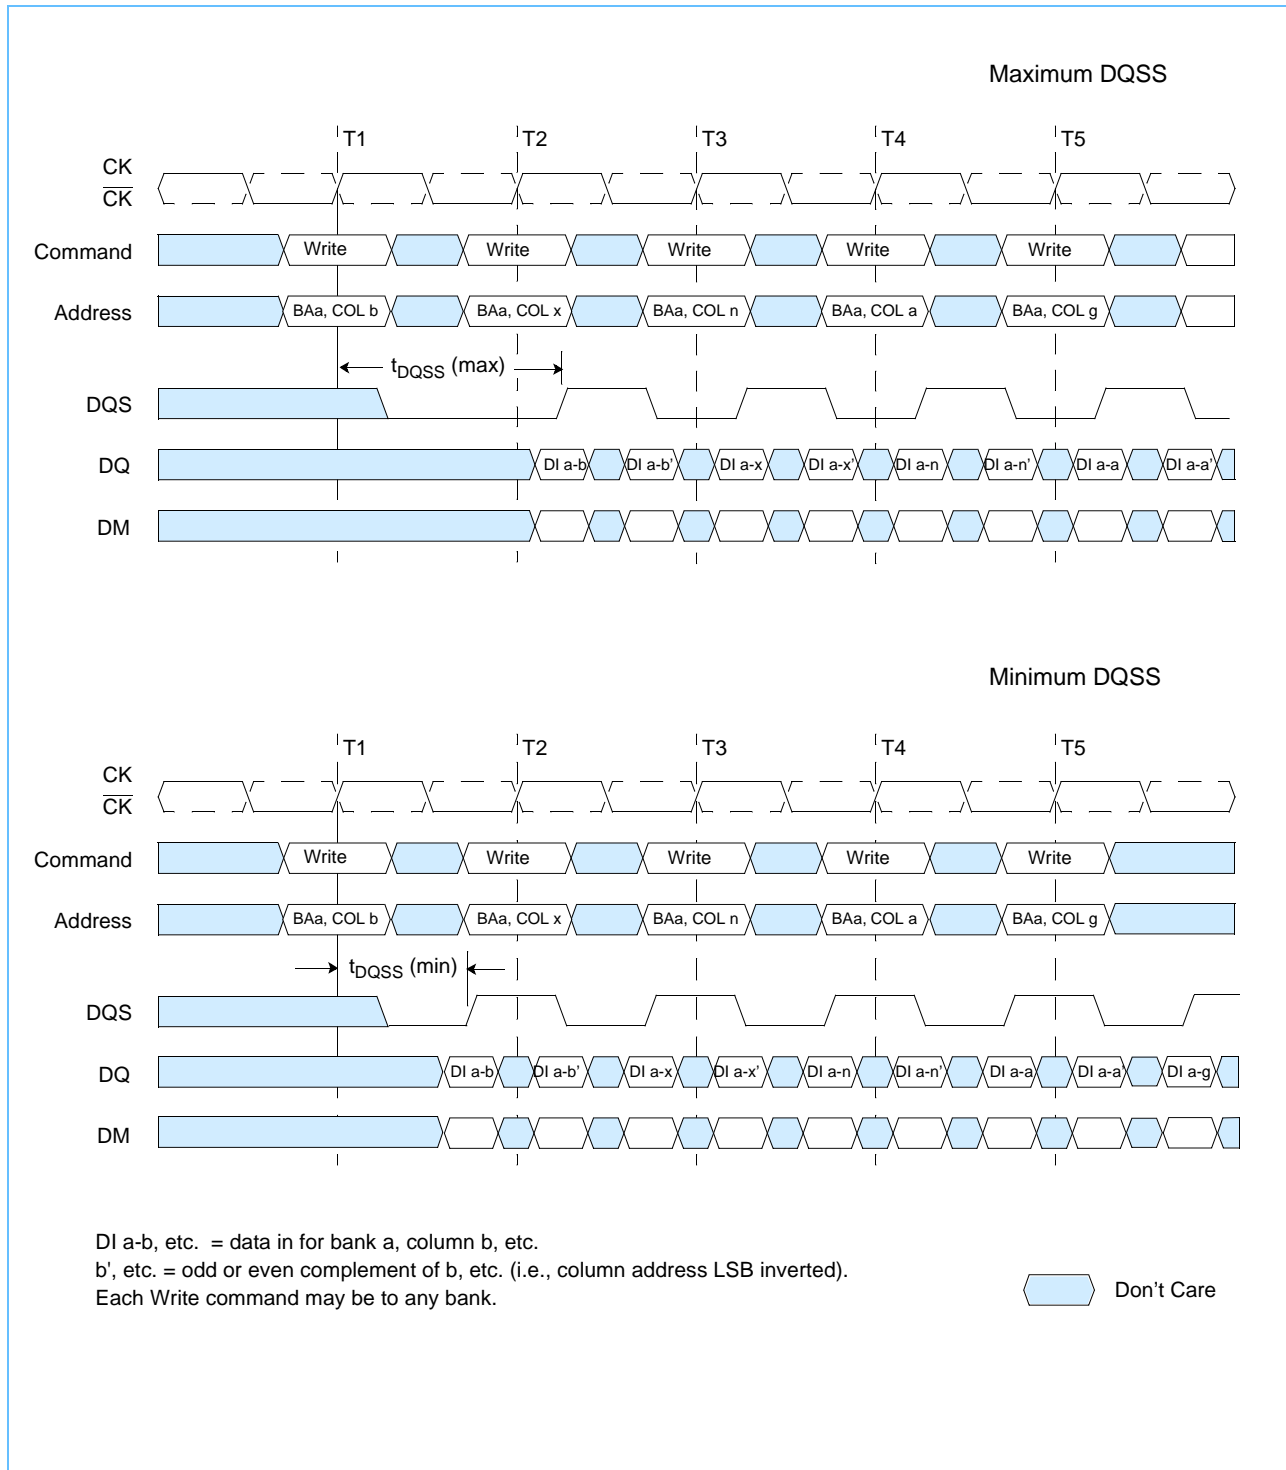 Maximum DQSS
T1 T2 T3 T4 T5
CK
CK
Command Write Write Write Write Write
Address BAa, COL b BAa, COL x BAa, COL n BAa, COL a BAa, COL g
tDQSS (max)
DQS
DQ DI a-b DI a-b' DI a-x DI a-x' DI a-n DI a-n' DI a-a DI a-a'
DM
Minimum DQSS
T1 T2 T3 T4 T5
CK
CK
Command Write Write Write Write Write
Address BAa, COL b BAa, COL x BAa, COL n BAa, COL a BAa, COL g
tDQSS (min)
DQS
DQ DI a-b DI a-b' DI a-x DI a-x' DI a-n DI a-n' DI a-a DI a-a' DI a-g
DM
DI a-b, etc. = data in for bank a, column b, etc.
b', etc. = odd or even complement of b, etc. (i.e., column address LSB inverted).
Each Write command may be to any bank.
Don't Care